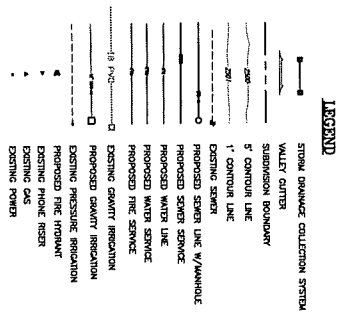 LEGEND
STORM DRAINAGE COLLECTION SYSTEM
VALLEY GUTTER
SUBDIVISION BOUNDARY
2500 5' CONTOUR LINE
2501 1' CONTOUR LINE
EXISTING SEWER
PROPOSED SEWER LINE W/MANHOLE
PROPOSED SEWER SERVICE
PROPOSED WATER LINE
PROPOSED WATER SERVICE
PROPOSED FIRE SERVICE
18 PVC EXISTING GRAVITY IRRIGATION
PROPOSED GRAVITY IRRIGATION
EXISTING PRESSURE IRRIGATION
PROPOSED FIRE HYDRANT
EXISTING PHONE RISER
EXISTING GAS
EXISTING POWER